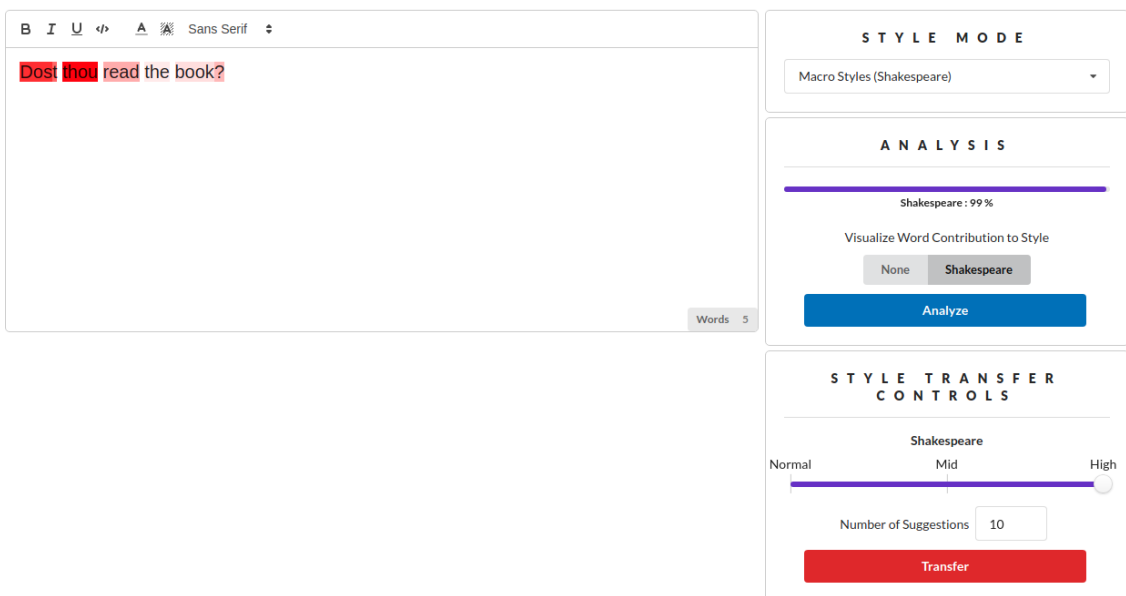 B I U </> A A Sans Serif
Dost thou read the book?
Words 5
STYLE MODE
Macro Styles (Shakespeare)
ANALYSIS
Shakespeare : 99 %
Visualize Word Contribution to Style
None Shakespeare
Analyze
STYLE TRANSFER
CONTROLS
Shakespeare
Normal Mid High
Number of Suggestions 10
Transfer